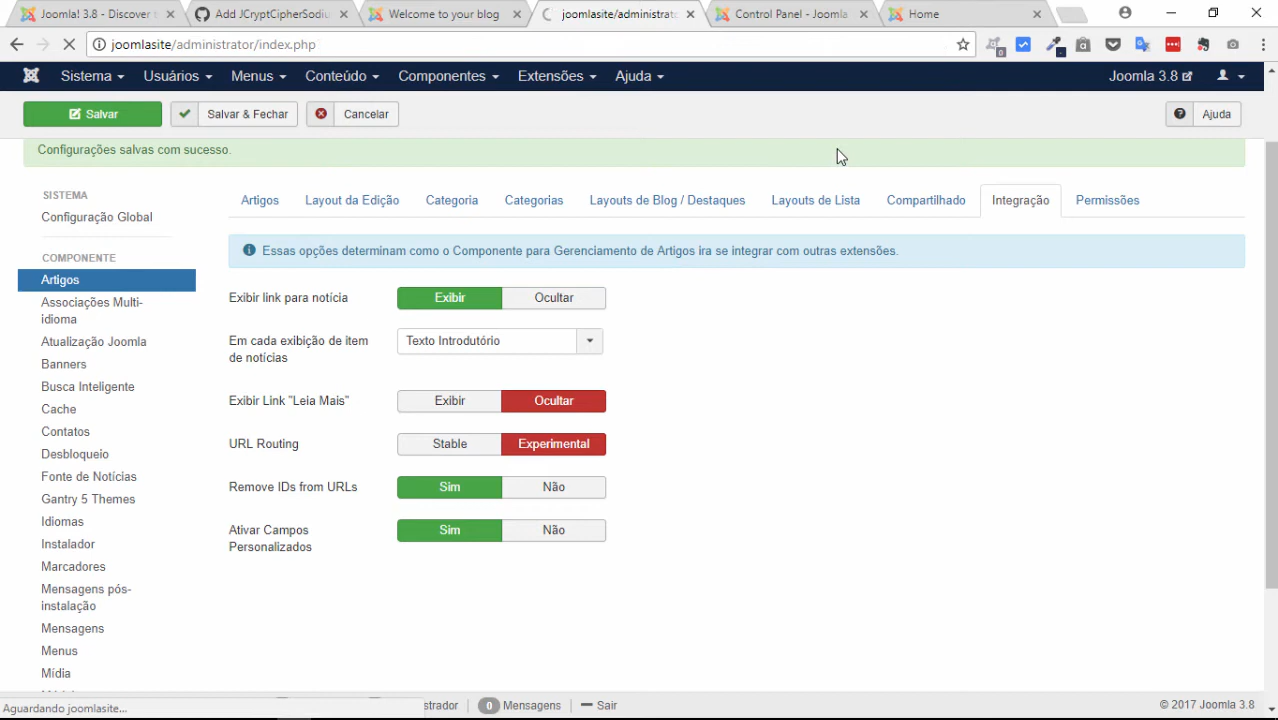 Joomla! 3.8 - Discover t
Add JCryptCipherSodiu
Welcome to your blog
joomlasite/administrato
Control Panel - Joomla
Home
joomlasite/administrator/index.php
Sistema
Usuários
Menus
Conteúdo
Componentes
Extensões
Ajuda
Joomla 3.8
Salvar
Salvar & Fechar
Cancelar
Ajuda
Configurações salvas com sucesso.
SISTEMA
Configuração Global
COMPONENTE
Artigos
Associações Multi-
idioma
Atualização Joomla
Banners
Busca Inteligente
Cache
Contatos
Desbloqueio
Fonte de Notícias
Gantry 5 Themes
Idiomas
Instalador
Marcadores
Mensagens pós-
instalação
Mensagens
Menus
Mídia
Artigos
Layout da Edição
Categoria
Categorias
Layouts de Blog / Destaques
Layouts de Lista
Compartilhado
Integração
Permissões
Essas opções determinam como o Componente para Gerenciamento de Artigos ira se integrar com outras extensões.
Exibir link para notícia
Exibir
Ocultar
Em cada exibição de item
de notícias
Texto Introdutório
Exibir Link "Leia Mais"
Exibir
Ocultar
URL Routing
Stable
Experimental
Remove IDs from URLs
Sim
Não
Ativar Campos
Personalizados
Sim
Não
Aguardando joomlasite...
strador
0 Mensagens
Sair
© 2017 Joomla 3.8